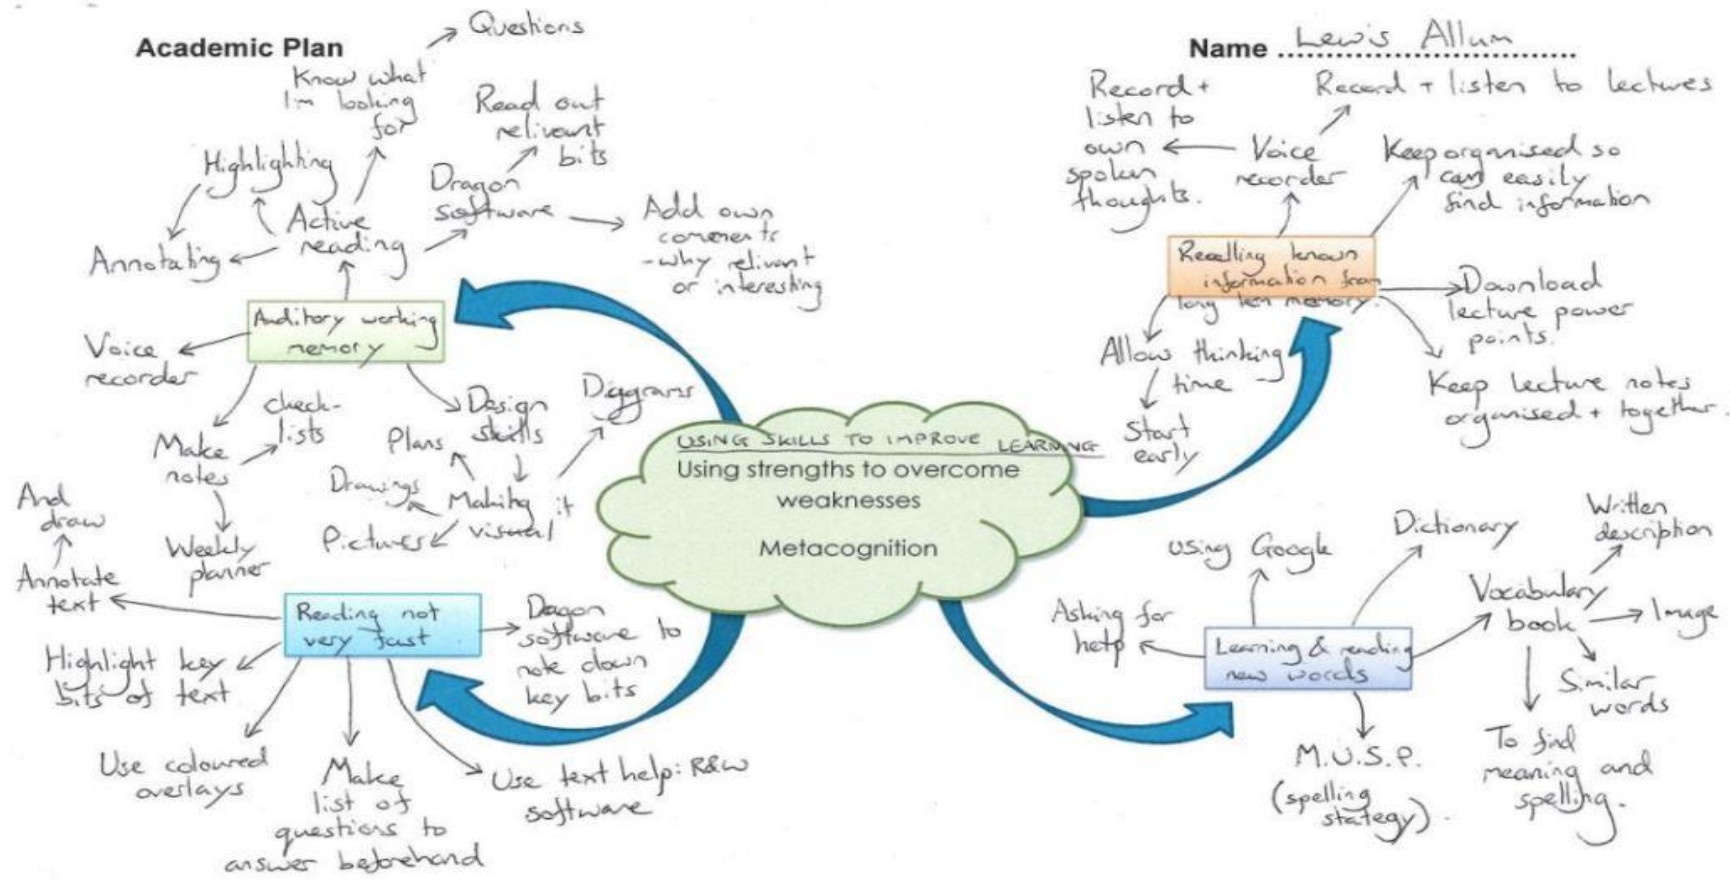 Academic Plan
Name
Lewis Allum
Questions
Know what
I'm looking
for
Read out
relivant
bits
Highlighting
Dragon
software
Active
reading
Annotating
Add own
comments
- why relivant
or interesting
Auditory working
memory
Voice
recorder
check-
lists
Make
notes
Weekly
planner
Design
skills
Diagrams
Plans
Drawings
Making it
visual
Pictures
USING SKILLS TO IMPROVE LEARNING
Using strengths to overcome
weaknesses
Metacognition
Record +
listen to
own
spoken
thoughts.
Record + listen to lectures
Voice
recorder
Keep organised so
can easily
find information
Recalling known
information from
long term memory.
Download
lecture power
points.
Allow thinking
time
Start
early
Keep lecture notes
organised + together.
And
draw
Annotate
text
Reading not
very fast
Dagon
software to
note down
key bits
Highlight key
bits of text
Use coloured
overlays
Make
list of
questions to
answer beforehand
Use text help: R&W
software
using Google
Dictionary
Written
description
Asking for
help
Vocabulary
book
Image
Learning & reading
new words
Similar
words
M.U.S.P.
(spelling
stategy).
To find
meaning and
spelling.